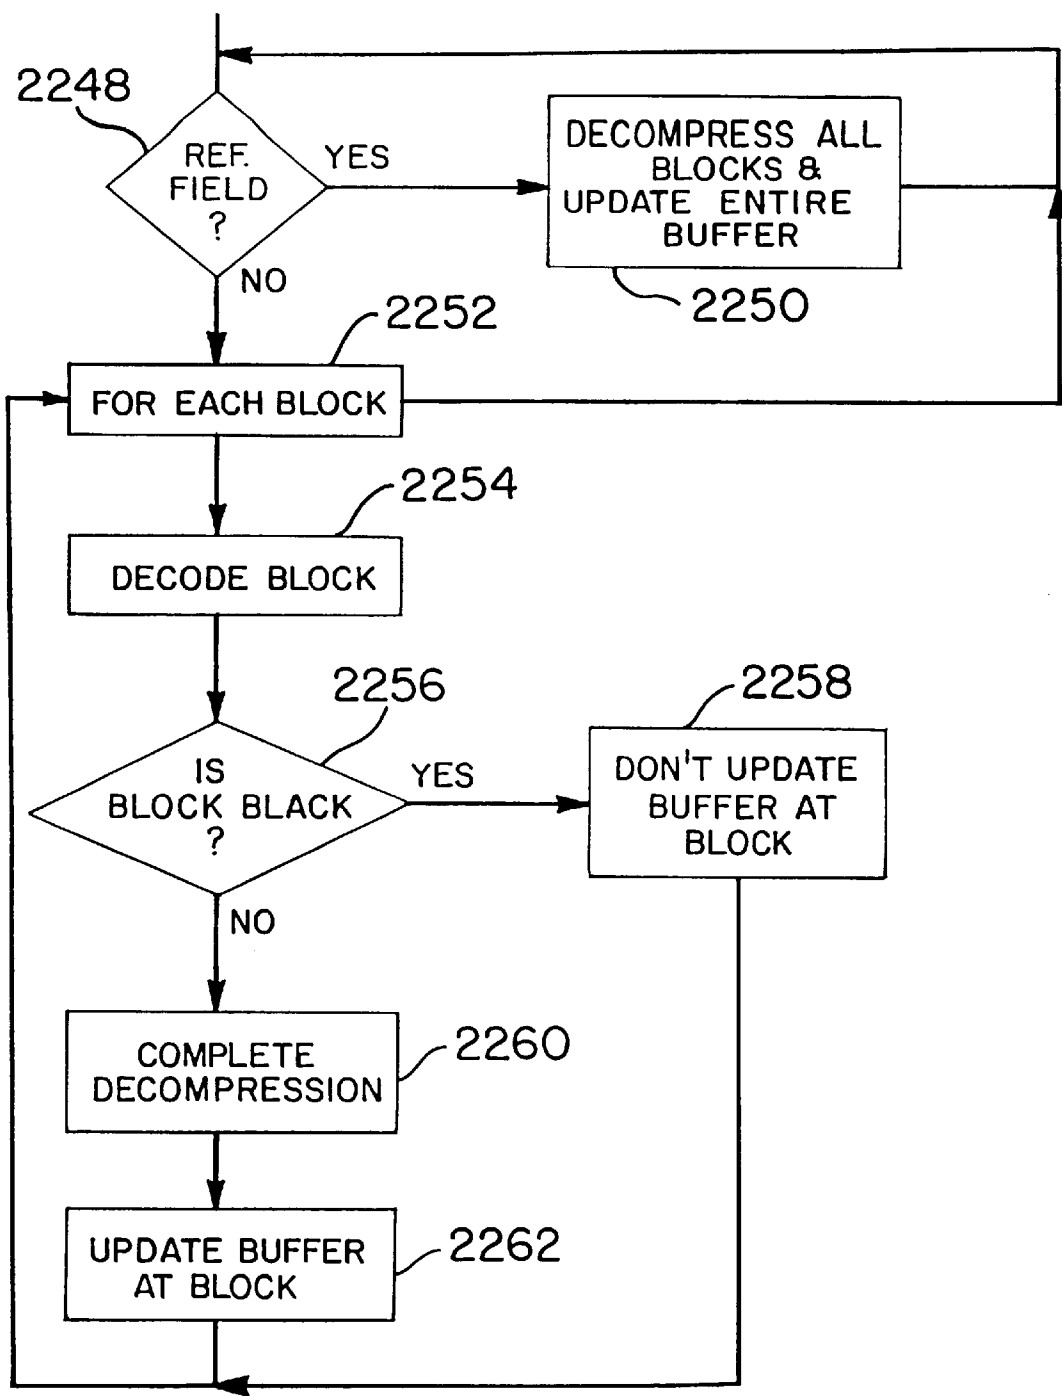 2248
REF.
FIELD
?
YES
NO
DECOMPRESS ALL
BLOCKS &
UPDATE ENTIRE
BUFFER
2250
2252
FOR EACH BLOCK
2254
DECODE BLOCK
2256
IS
BLOCK BLACK
?
YES
NO
2258
DON'T UPDATE
BUFFER AT
BLOCK
COMPLETE
DECOMPRESSION
2260
UPDATE BUFFER
AT BLOCK
2262